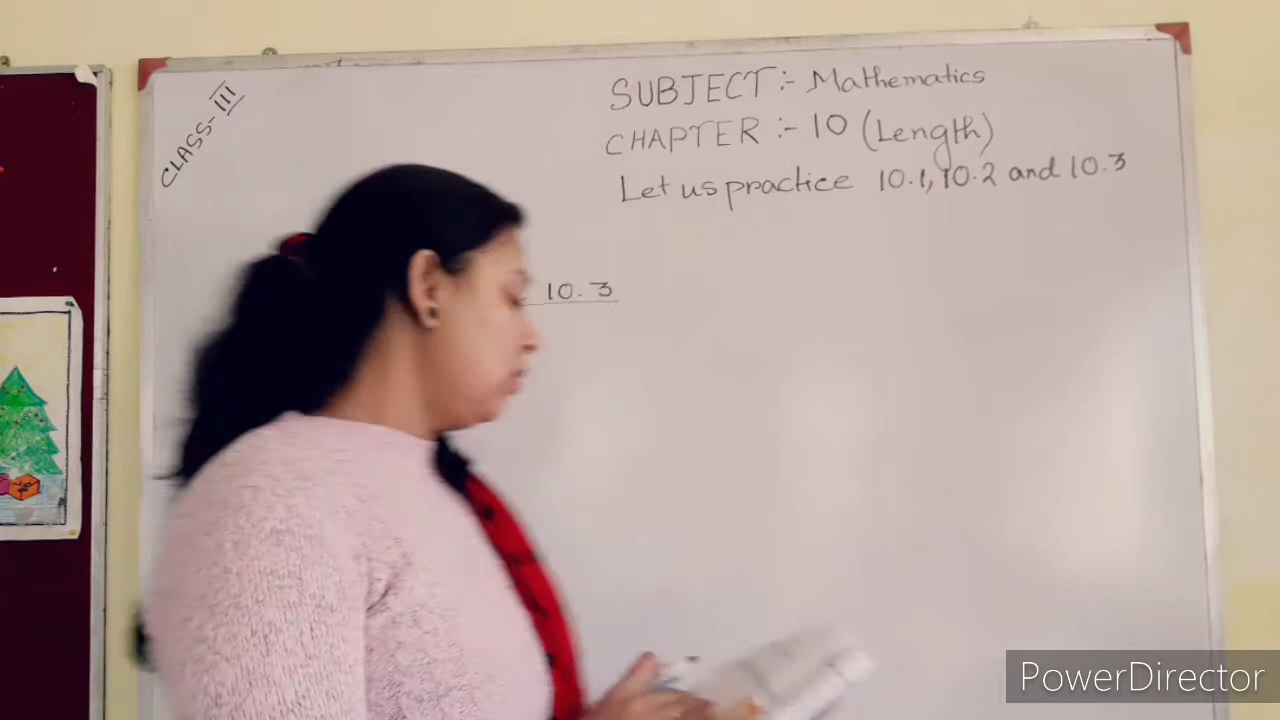 CLASS-III
SUBJECT:- Mathematics
CHAPTER:- 10 (Length)
Let us practice 10.1, 10.2 and 10.3
10.3
PowerDirector